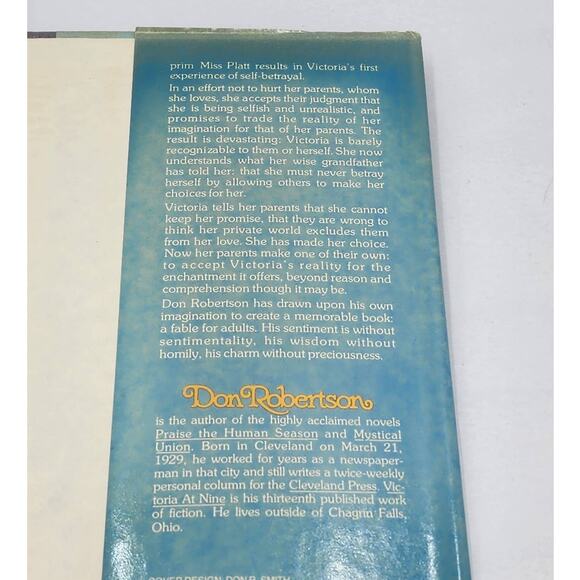 prim Miss Platt results in Victoria's first
experience of self-betrayal.
In an effort not to hurt her parents, whom
she loves, she accepts their judgment that
she is being selfish and unrealistic, and
promises to trade the reality of her
imagination for that of her parents. The
result is devastating: Victoria is barely
recognizable to them or herself. She now
understands what her wise grandfather
has told her: that she must never betray
herself by allowing others to make her
choices for her.
Victoria tells her parents that she cannot
keep her promise, that they are wrong to
think her private world excludes them
from her love. She has made her choice.
Now her parents make one of their own:
to accept Victoria's reality for the
enchantment it offers, beyond reason and
comprehension though it may be.
Don Robertson has drawn upon his own
imagination to create a memorable book:
a fable for adults. His sentiment is without
sentimentality, his wisdom without
homily, his charm without preciousness.
Don Robertson
is the author of the highly acclaimed novels
Praise the Human Season and Mystical
Union. Born in Cleveland on March 21,
1929, he worked for years as a newspaper-
man in that city and still writes a twice-weekly
personal column for the Cleveland Press. Vic-
toria At Nine is his thirteenth published work
of fiction. He lives outside of Chagrin Falls,
Ohio.
COVER DESIGN: DON R. SMITH